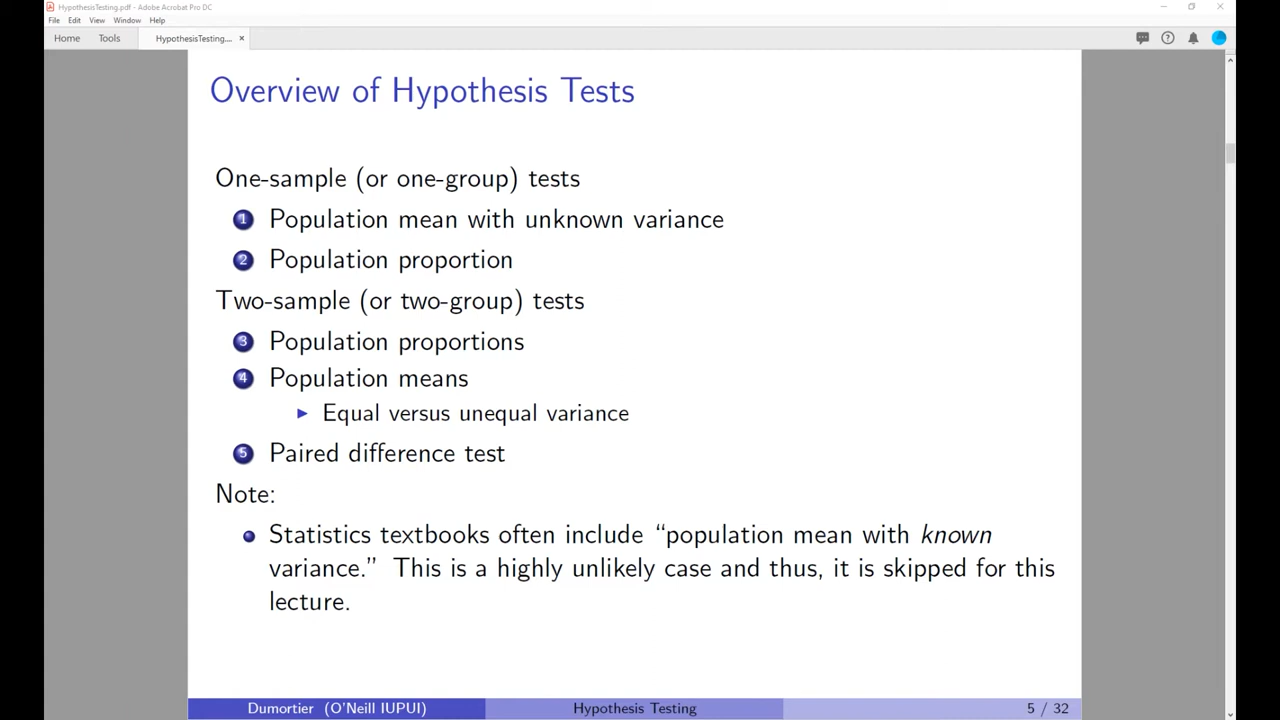 HypothesisTesting.pdf - Adobe Acrobat Pro DC
File Edit View Window Help
Home Tools HypothesisTesting.... ×
Overview of Hypothesis Tests
One-sample (or one-group) tests
1 Population mean with unknown variance
2 Population proportion
Two-sample (or two-group) tests
3 Population proportions
4 Population means
Equal versus unequal variance
5 Paired difference test
Note:
Statistics textbooks often include “population mean with known
variance.” This is a highly unlikely case and thus, it is skipped for this
lecture.
Dumortier (O’Neill IUPUI) Hypothesis Testing 5 / 32